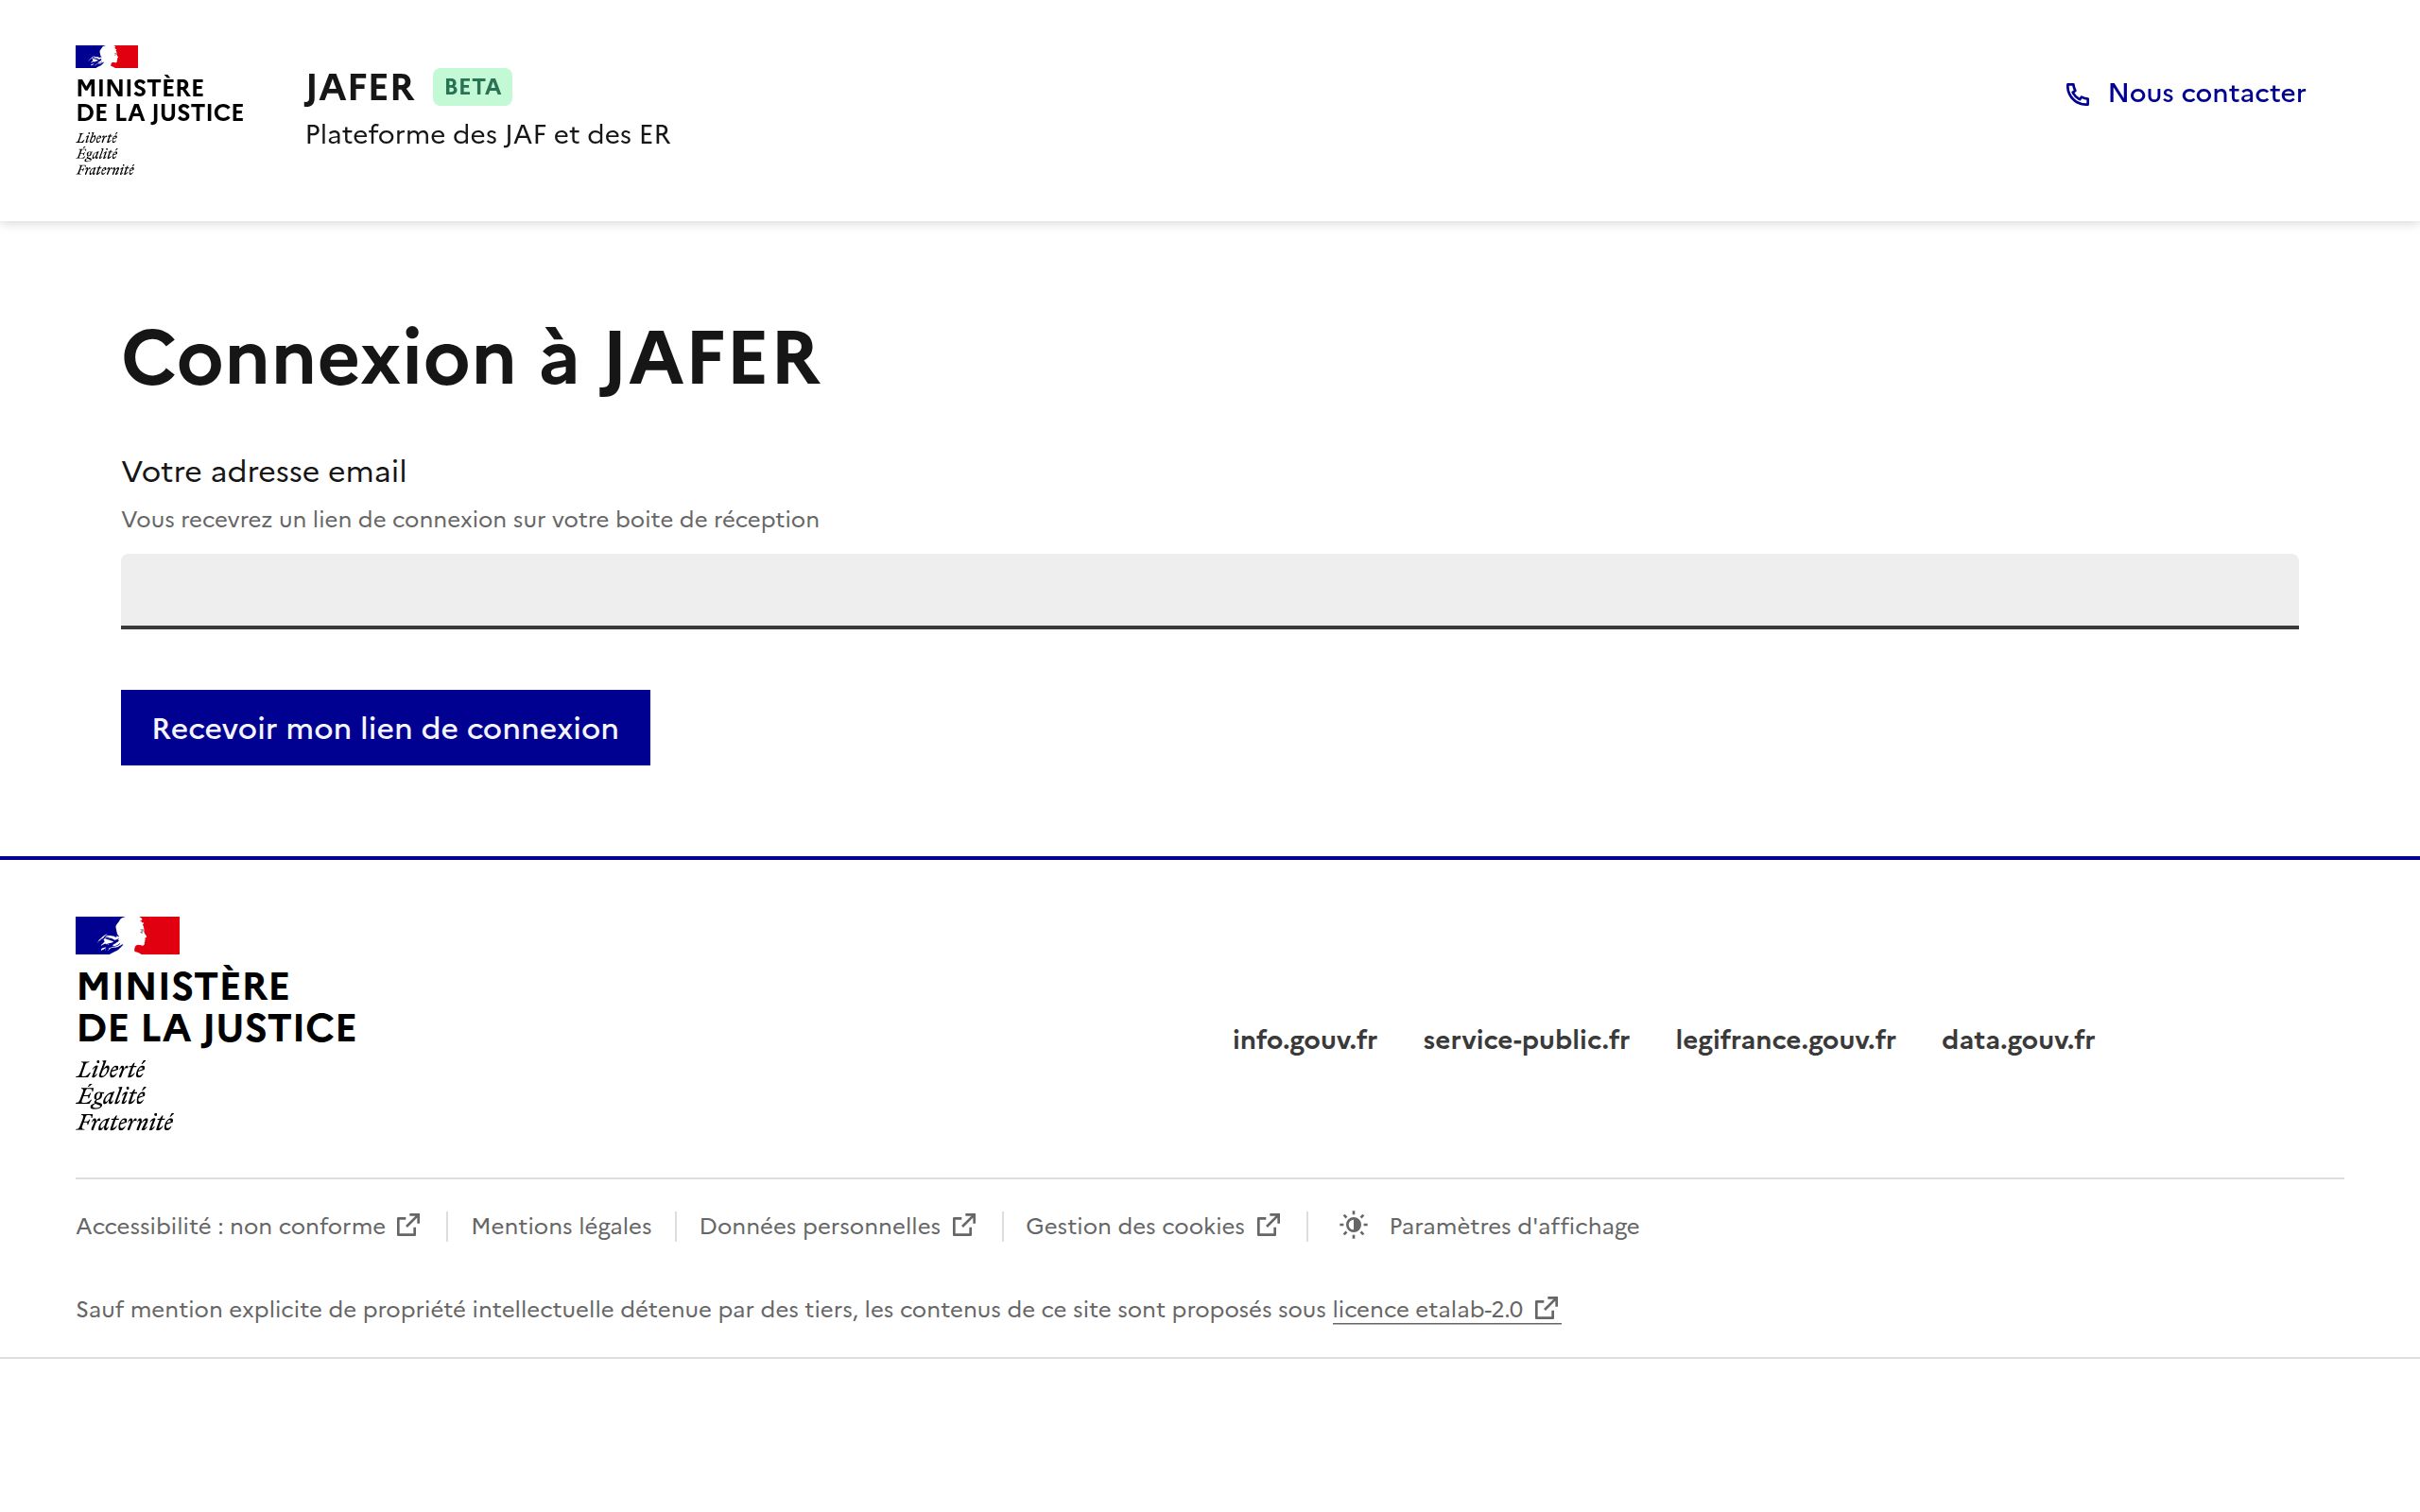 MINISTÈRE
DE LA JUSTICE
Liberté
Égalité
Fraternité
JAFER BETA
Plateforme des JAF et des ER
Nous contacter
Connexion à JAFER
Votre adresse email
Vous recevrez un lien de connexion sur votre boite de réception
Recevoir mon lien de connexion
MINISTÈRE
DE LA JUSTICE
Liberté
Égalité
Fraternité
info.gouv.fr service-public.fr legifrance.gouv.fr data.gouv.fr
Accessibilité : non conforme Mentions légales Données personnelles Gestion des cookies Paramètres d'affichage
Sauf mention explicite de propriété intellectuelle détenue par des tiers, les contenus de ce site sont proposés sous licence etalab-2.0